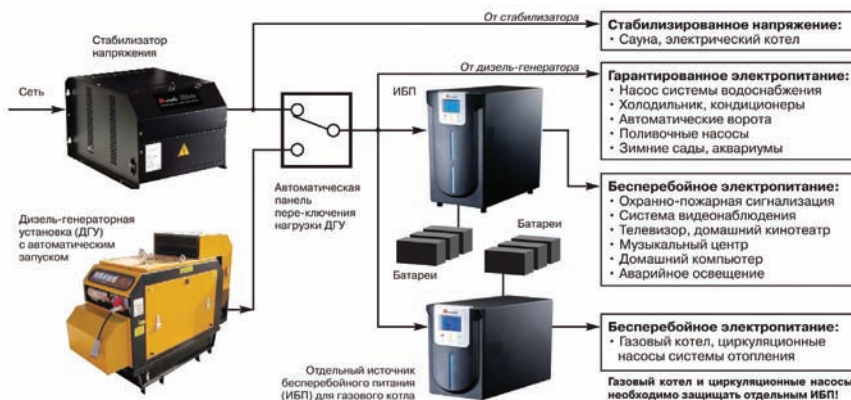 От стабилизатора
Стабилизированное напряжение:
· Сауна, электрический котел
Стабилизатор
напряжения
Сеть
От дизель-генератора
ИБП
Гарантированное электропитание:
· Насос системы водоснабжения
· Холодильник, кондиционеры
· Автоматические ворота
· Поливочные насосы
· Зимние сады, аквариумы
Автоматическая
панель
пере-ключения
нагрузки ДГУ
Дизель-генераторная
установка (ДГУ)
с автоматическим
запуском
Батареи
Батареи
Бесперебойное электропитание:
· Охранно-пожарная сигнализация
· Система видеонаблюдения
· Телевизор, домашний кинотеатр
· Музыкальный центр
· Домашний компьютер
· Аварийное освещение
Отдельный источник
бесперебойного питания
(ИБП) для газового котла
Бесперебойное электропитание:
· Газовый котел, циркуляционные
насосы системы отопления
Газовый котел и циркуляционные насосы
необходимо защищать отдельным ИБП!